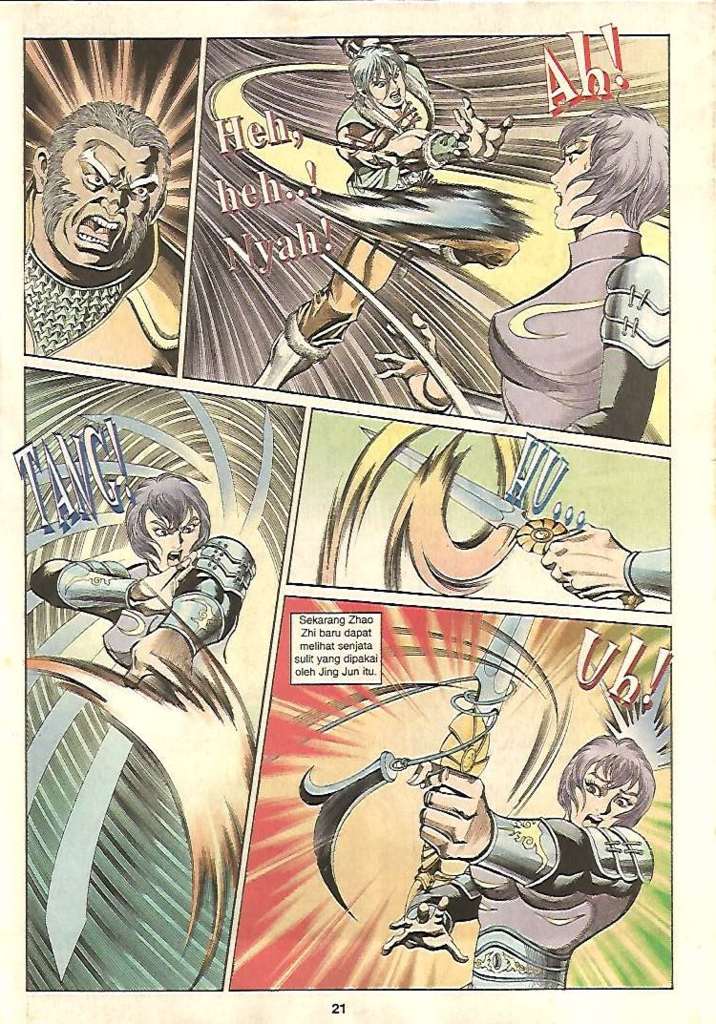 Heh,
heh..!
Nyah!
Ah!
TANG!
HU....
Sekarang Zhao
Zhi baru dapat
melihat senjata
sulit yang dipakai
oleh Jing Jun itu.
Uh!
21